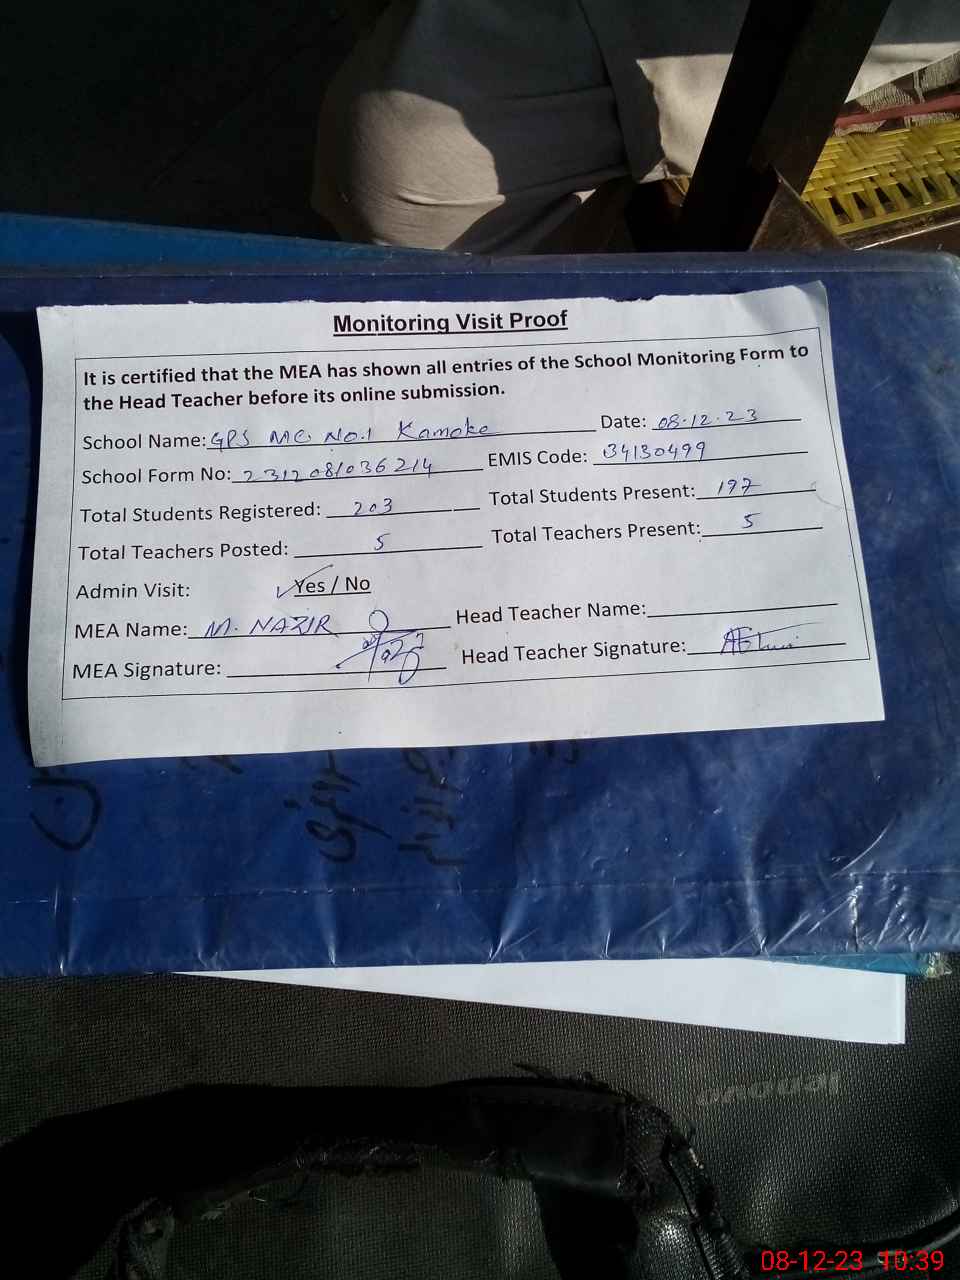 Monitoring Visit Proof
It is certified that the MEA has shown all entries of the School Monitoring Form to
the Head Teacher before its online submission.
School Name: GPS MC No.1 Kamoke Date: 08.12.23
School Form No: 2312081036214 EMIS Code: 34130499
Total Students Registered: 203 Total Students Present: 197
Total Teachers Posted: 5 Total Teachers Present: 5
Admin Visit: Yes / No
MEA Name: M. NAZIR Head Teacher Name:
MEA Signature: Head Teacher Signature:
lenovo
08-12-23 10:39